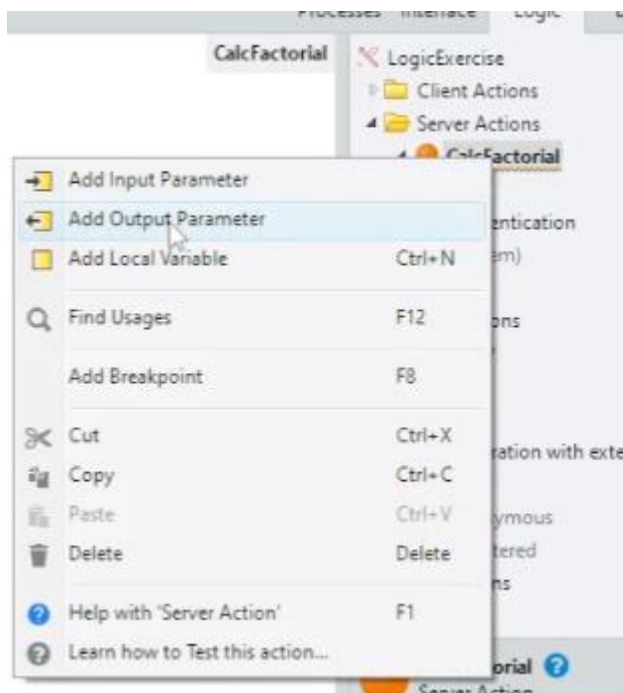 Processes Interface Logic
CalcFactorial
LogicExercise
Client Actions
Server Actions
CalcFactorial
Add Input Parameter
Add Output Parameter
entication
Add Local Variable Ctrl+N
em)
Find Usages F12
ons
Add Breakpoint F8
Cut Ctrl+X
ration with exte
Copy Ctrl+C
Paste Ctrl+V
ymous
Delete Delete
tered
ns
Help with 'Server Action' F1
Learn how to Test this action...
orial
Server Action